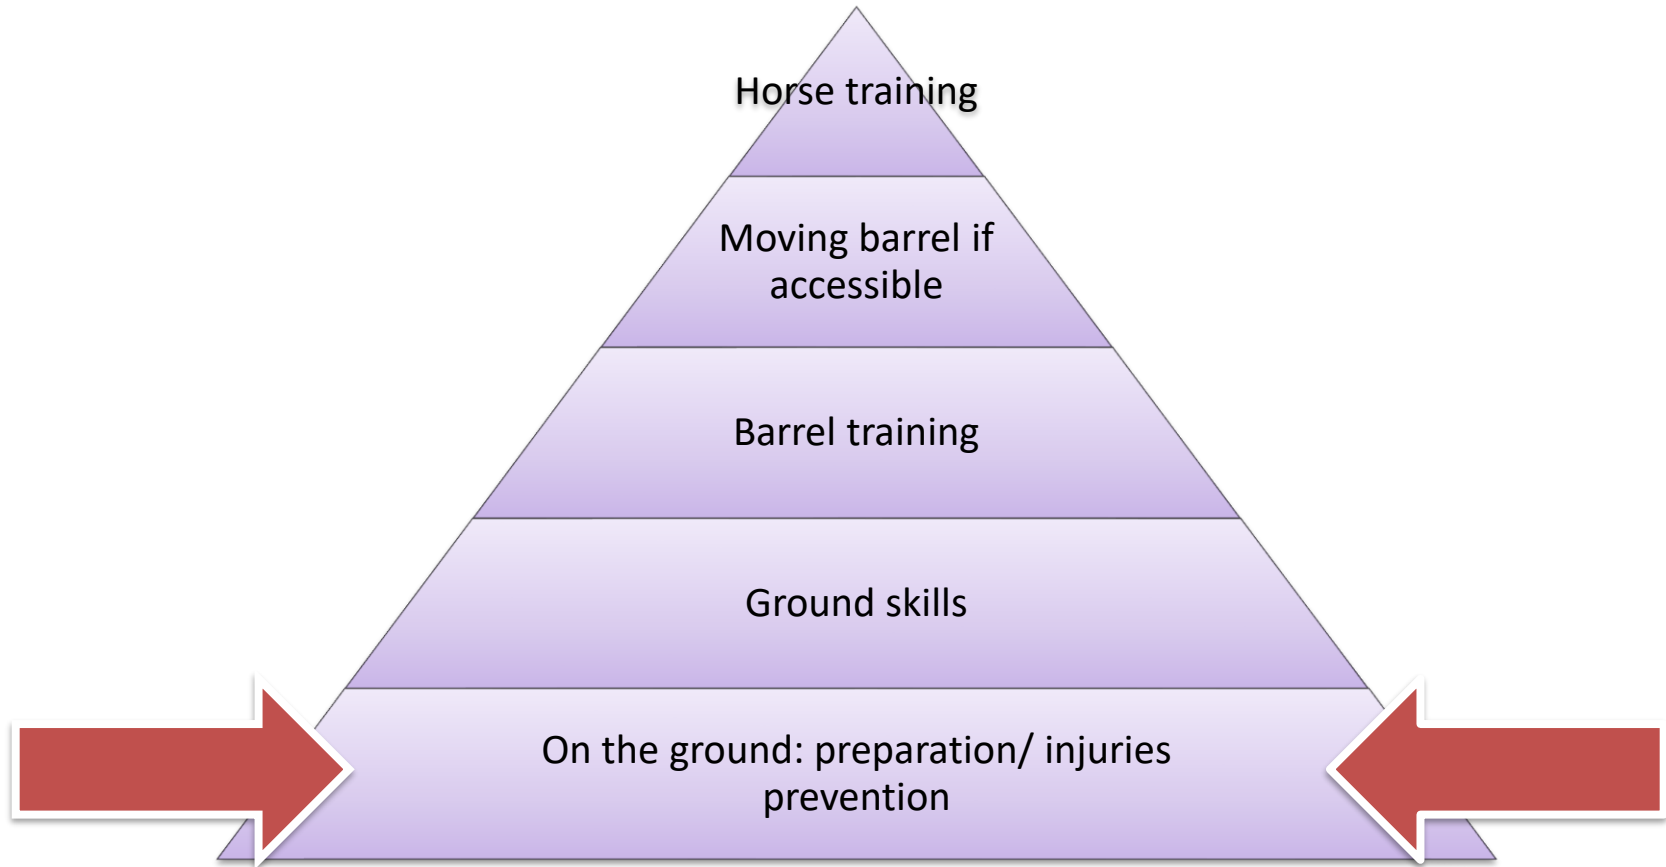 Horse training
Moving barrel if
accessible
Barrel training
Ground skills
On the ground: preparation/ injuries
prevention